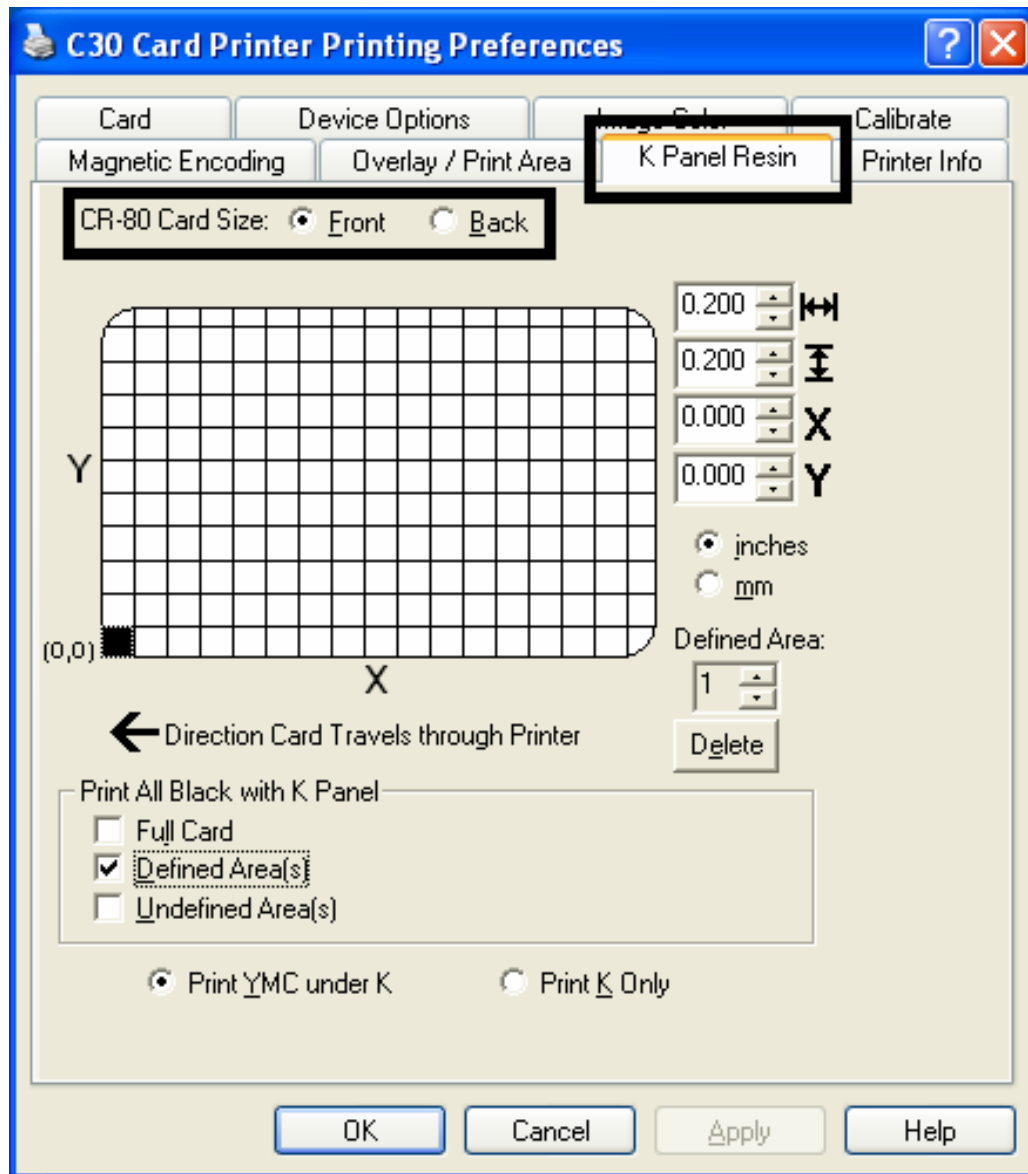 C30 Card Printer Printing Preferences
Card Device Options Image Color Calibrate
Magnetic Encoding Overlay / Print Area K Panel Resin Printer Info
CR-80 Card Size: Front Back
0.200
0.200
0.000 X
Y 0.000 Y
inches
mm
(0,0) Defined Area:
X 1
Direction Card Travels through Printer Delete
Print All Black with K Panel
Full Card
Defined Area(s)
Undefined Area(s)
Print YMC under K Print K Only
OK Cancel Apply Help